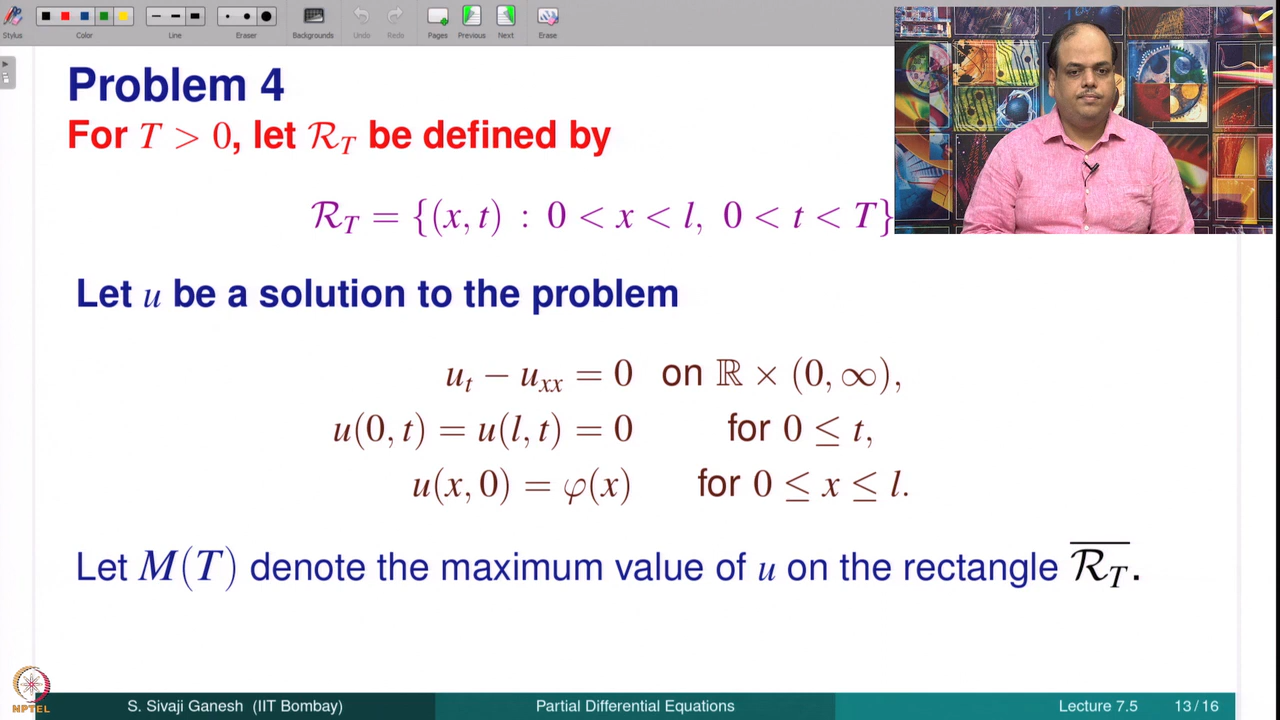 Stylus Color Line Eraser Backgrounds Undo Redo Pages Previous Next Erase
Problem 4
For T > 0, let 𝓡_T be defined by
𝓡_T = {(x, t) : 0 < x < l, 0 < t < T}
Let u be a solution to the problem
u_t − u_xx = 0 on ℝ × (0, ∞),
u(0, t) = u(l, t) = 0 for 0 ≤ t,
u(x, 0) = φ(x) for 0 ≤ x ≤ l.
Let M(T) denote the maximum value of u on the rectangle \overline{𝓡_T}.
NPTEL
S. Sivaji Ganesh (IIT Bombay) Partial Differential Equations Lecture 7.5 13 / 16